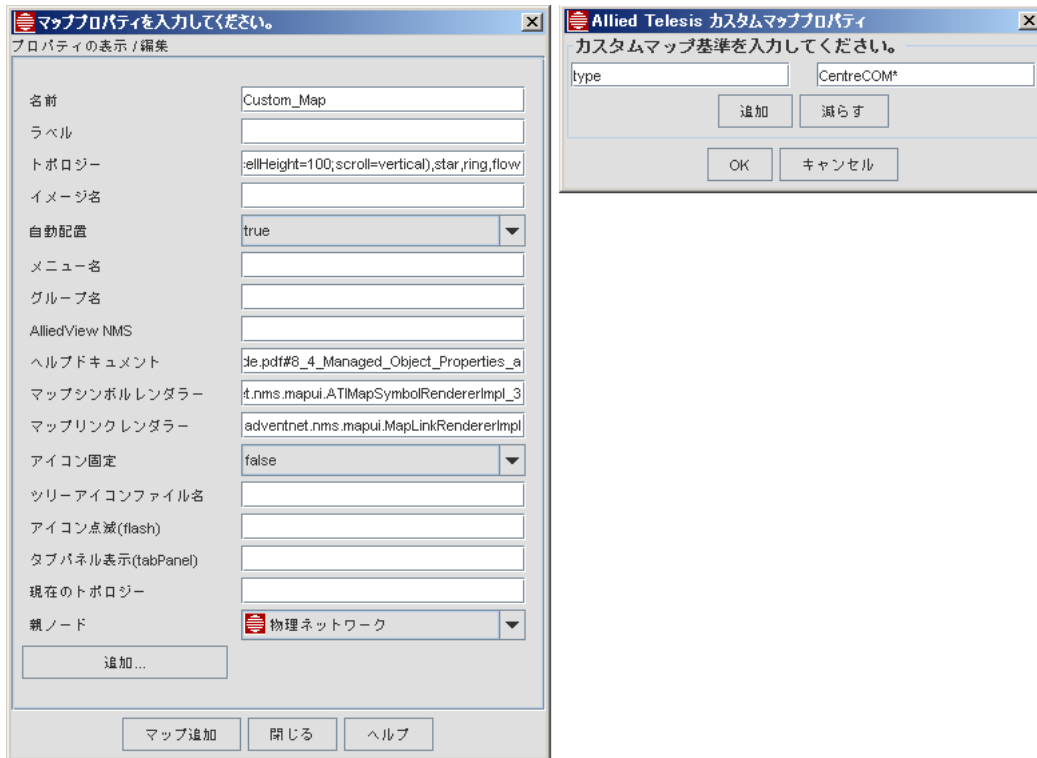 マッププロパティを入力してください。
プロパティの表示 / 編集
名前
Custom_Map
ラベル
トポロジー
:ellHeight=100;scroll=vertical),star,ring,flow
イメージ名
自動配置
true
メニュー名
グループ名
AlliedView NMS
ヘルプドキュメント
de.pdf#8_4_Managed_Object_Properties_a
マップシンボルレンダラー
et.nms.mapui.ATIMapSymbolRendererImpl_3
マップリンクレンダラー
adventnet.nms.mapui.MapLinkRendererImpl
アイコン固定
false
ツリーアイコンファイル名
アイコン点滅(flash)
タブパネル表示(tabPanel)
現在のトポロジー
親ノード
物理ネットワーク
追加...
マップ追加
閉じる
ヘルプ
Allied Telesis カスタムマッププロパティ
カスタムマップ基準を入力してください。
type
CentreCOM*
追加
減らす
OK
キャンセル